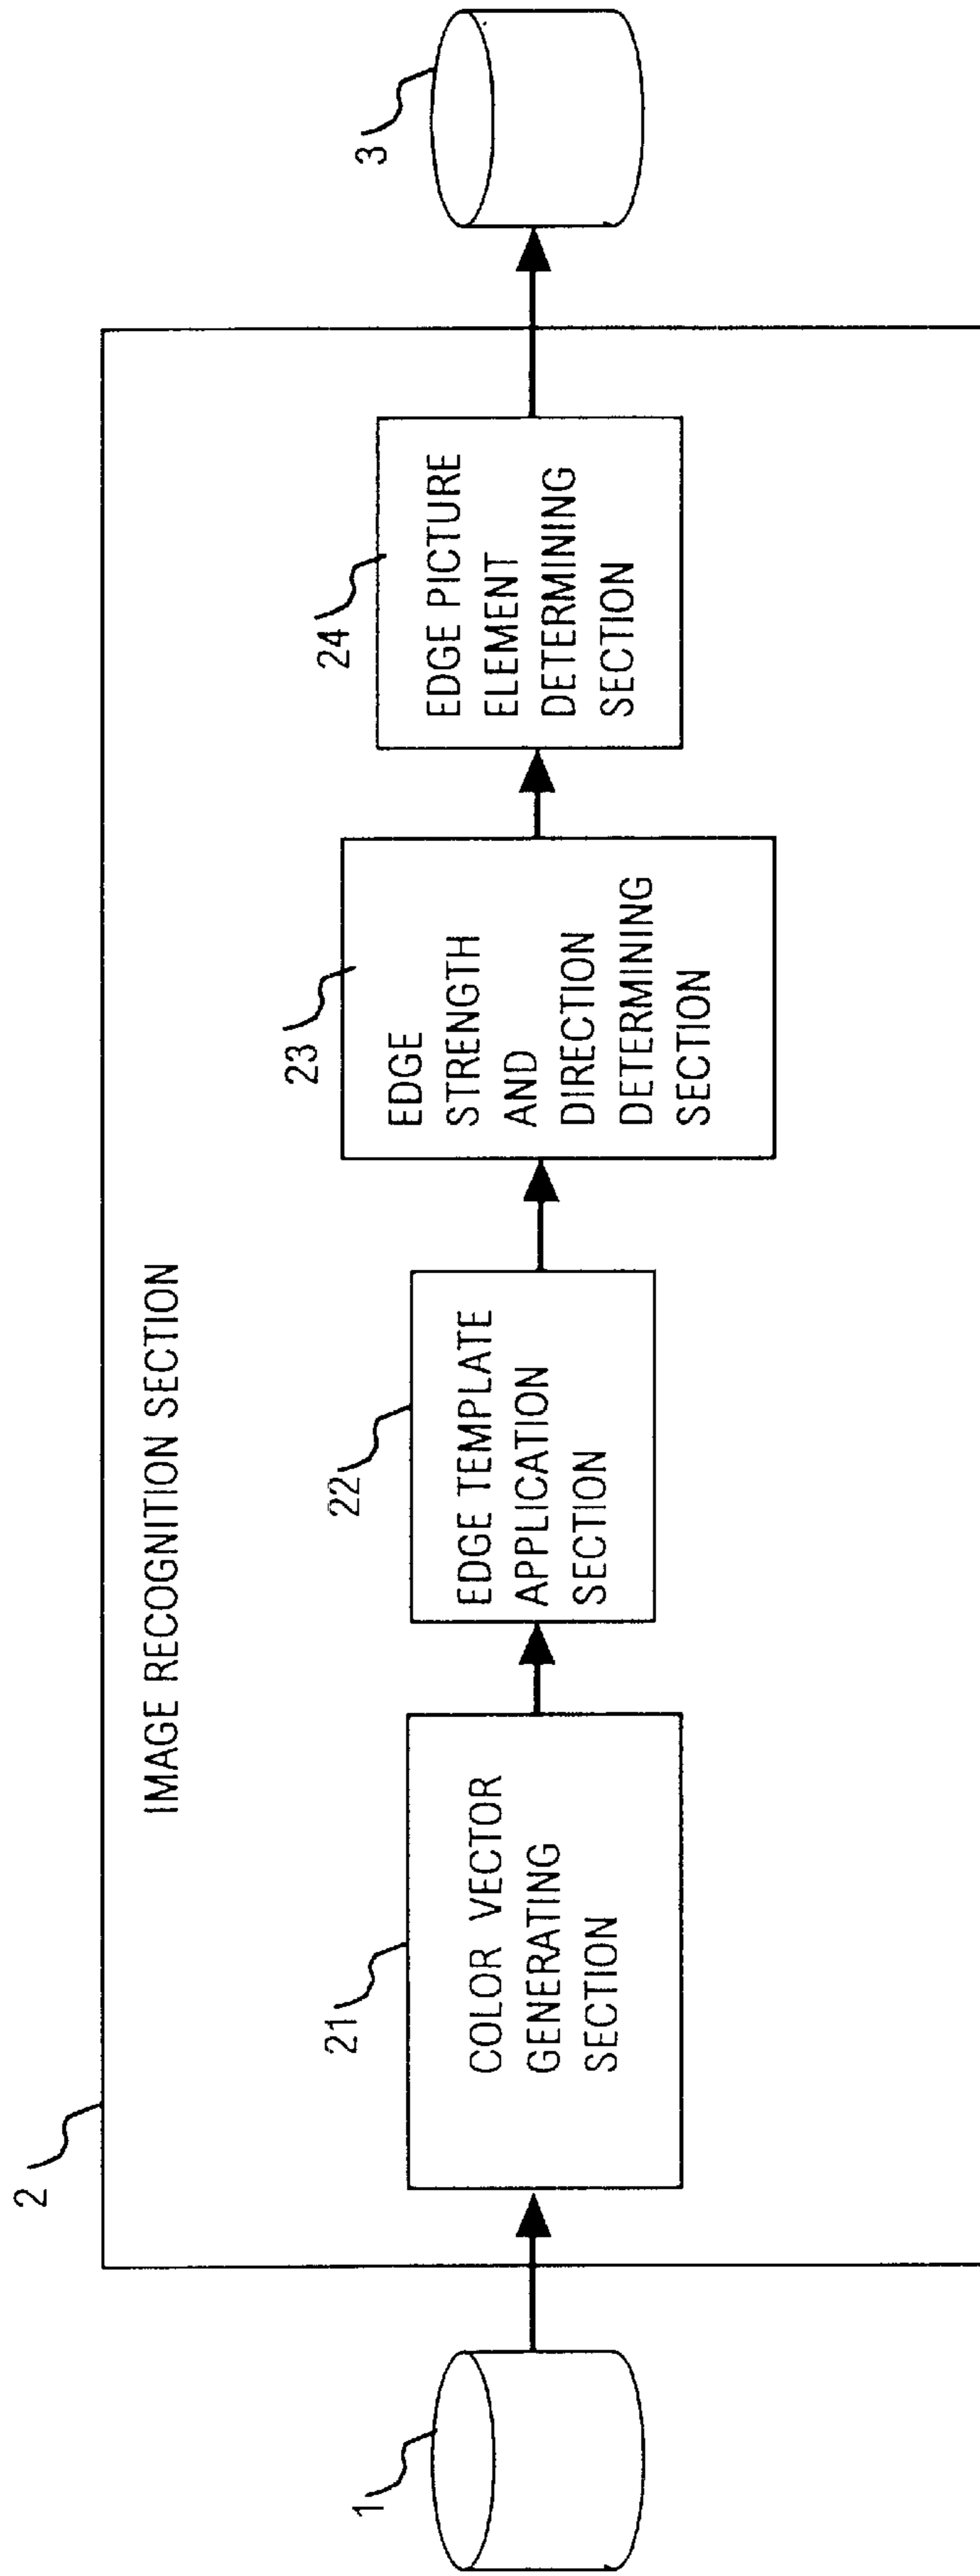 2
IMAGE RECOGNITION SECTION
1
21
COLOR VECTOR
GENERATING
SECTION
22
EDGE TEMPLATE
APPLICATION
SECTION
23
EDGE
STRENGTH
AND
DIRECTION
DETERMINING
SECTION
24
EDGE PICTURE
ELEMENT
DETERMINING
SECTION
3